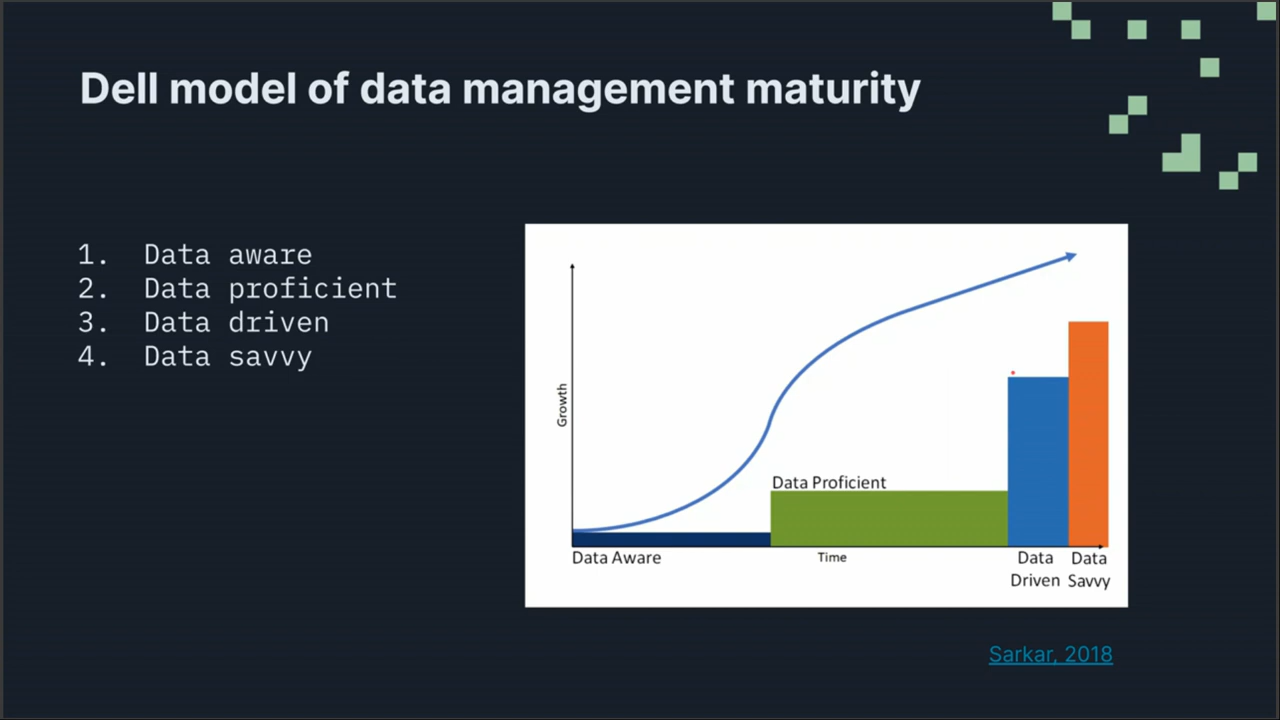 Dell model of data management maturity
1. Data aware
2. Data proficient
3. Data driven
4. Data savvy
Growth
Data Proficient
Data Aware
Time
Data
Driven
Data
Savvy
Sarkar, 2018